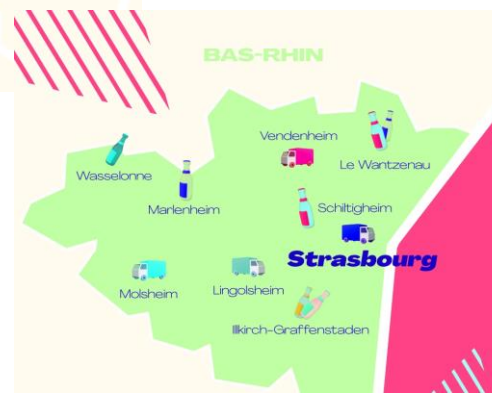 BAS-RHIN
Vendenheim
Le Wantzenau
Wasselonne
Marlenheim
Schiltigheim
Strasbourg
Molsheim
Lingolsheim
Illkirch-Graffenstaden